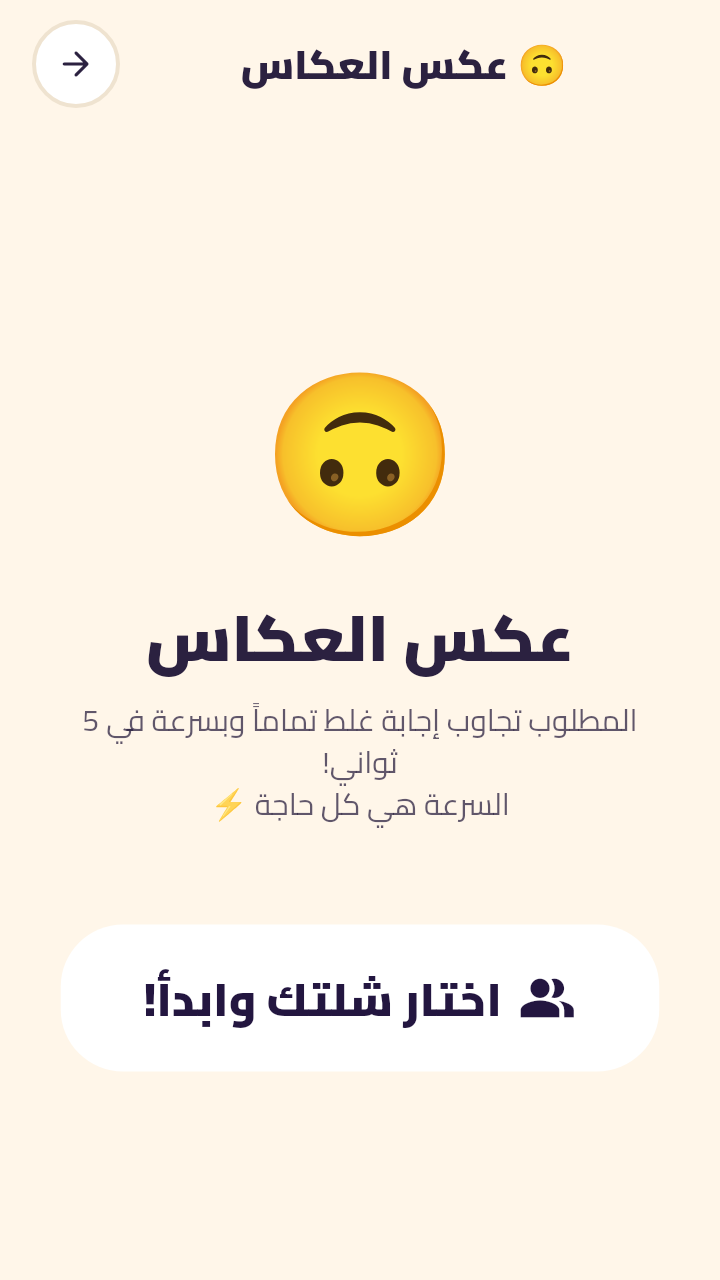 🙃 عكس العكاس
عكس العكاس
المطلوب تجاوب إجابة غلط تماماً وبسرعة في 5
ثواني!
السرعة هي كل حاجة ⚡
اختار شلتك وابدأ!